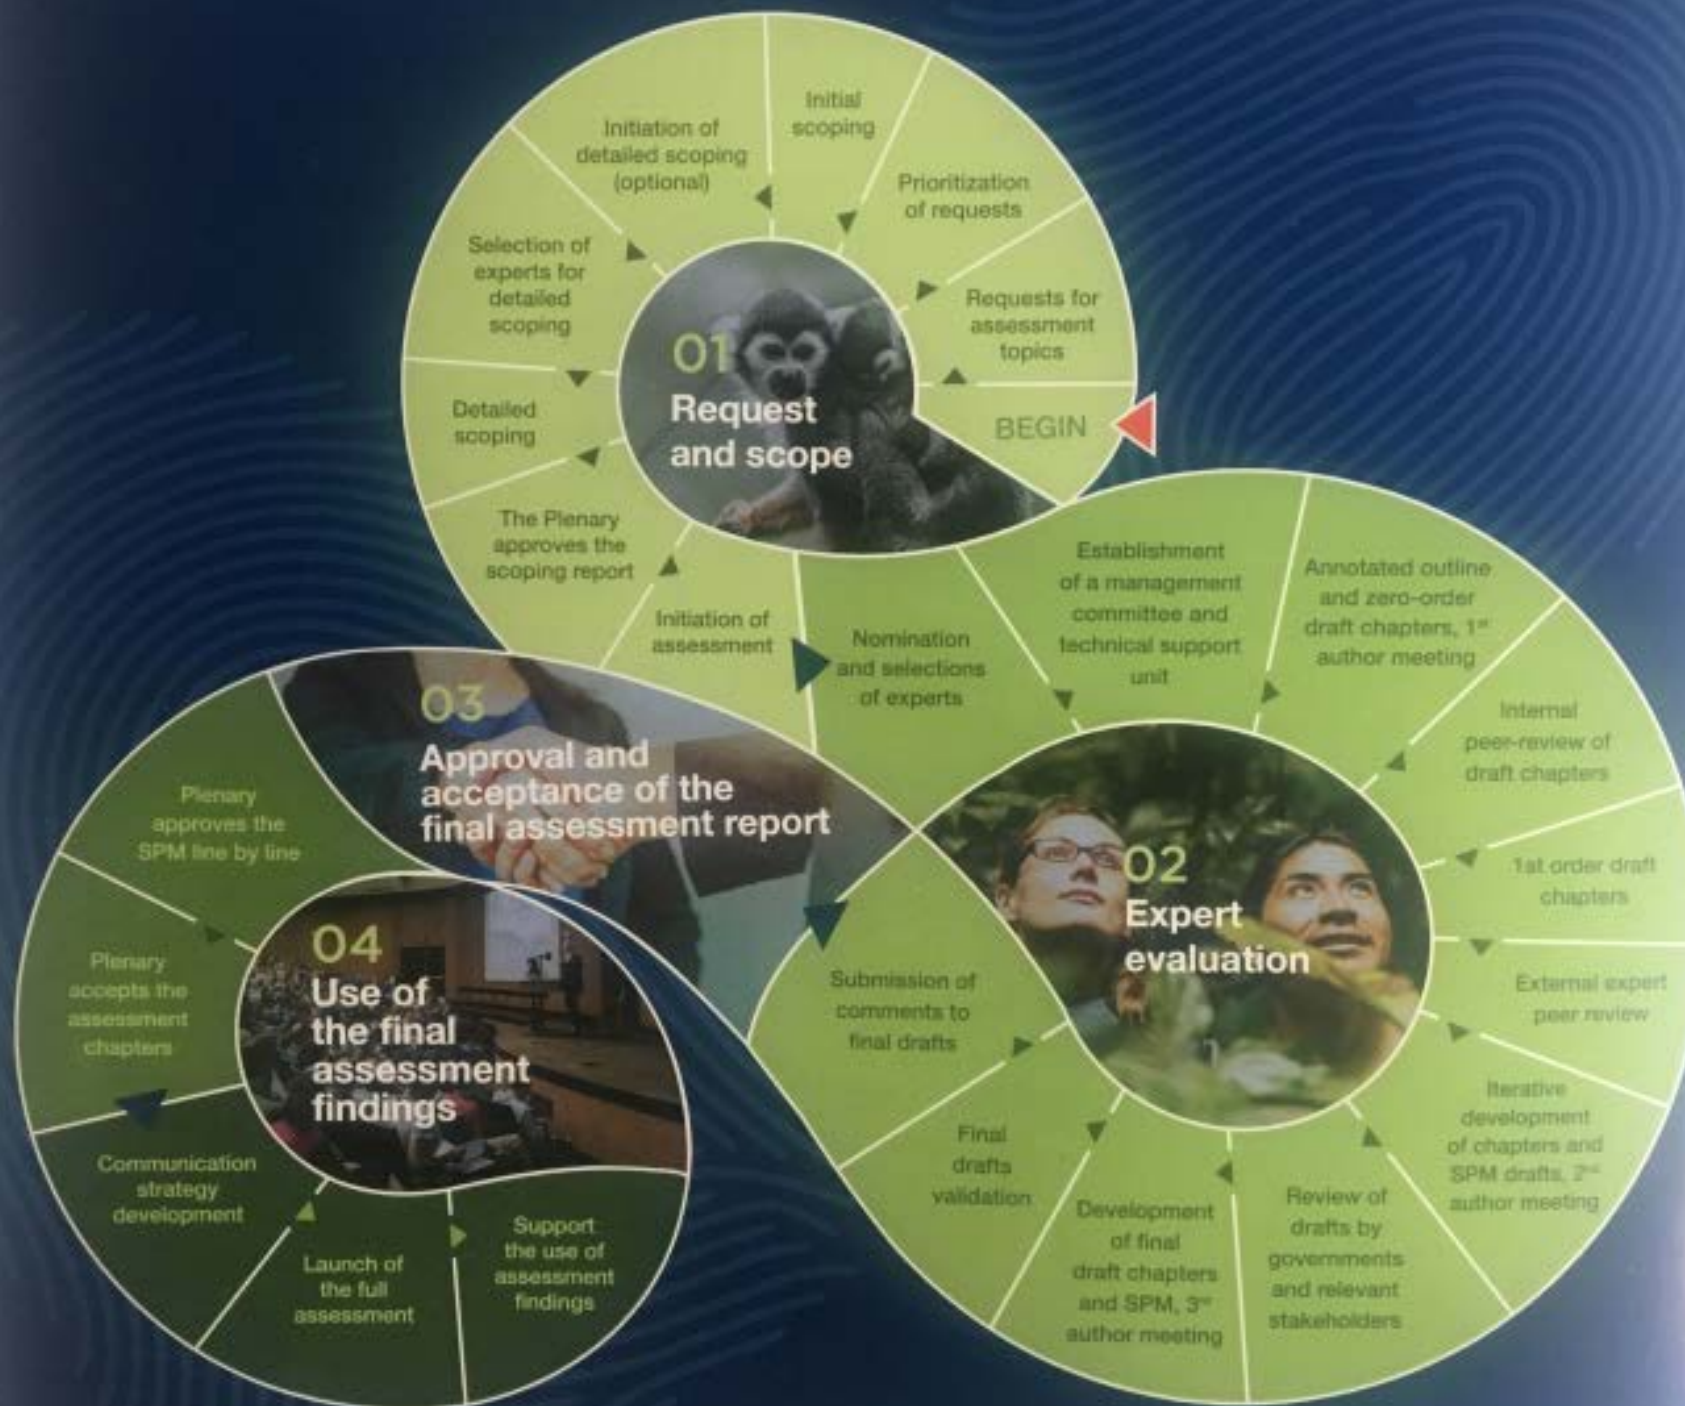 BEGIN
Requests for
assessment
topics
Prioritization
of requests
Initial
scoping
Initiation of
detailed scoping
(optional)
Selection of
experts for
detailed
scoping
Detailed
scoping
The Plenary
approves the
scoping report
Initiation of
assessment
01
Request
and scope
Nomination
and selections
of experts
Establishment
of a management
committee and
technical support
unit
Annotated outline
and zero-order
draft chapters, 1st
author meeting
Internal
peer-review of
draft chapters
1st order draft
chapters
External expert
peer review
Iterative
development
of chapters and
SPM drafts, 2nd
author meeting
Review of
drafts by
governments
and relevant
stakeholders
Development
of final
draft chapters
and SPM, 3rd
author meeting
Final
drafts
validation
Submission of
comments to
final drafts
02
Expert
evaluation
03
Approval and
acceptance of the
final assessment report
Plenary
approves the
SPM line by line
Plenary
accepts the
assessment
chapters
04
Use of
the final
assessment
findings
Communication
strategy
development
Launch of
the full
assessment
Support
the use of
assessment
findings